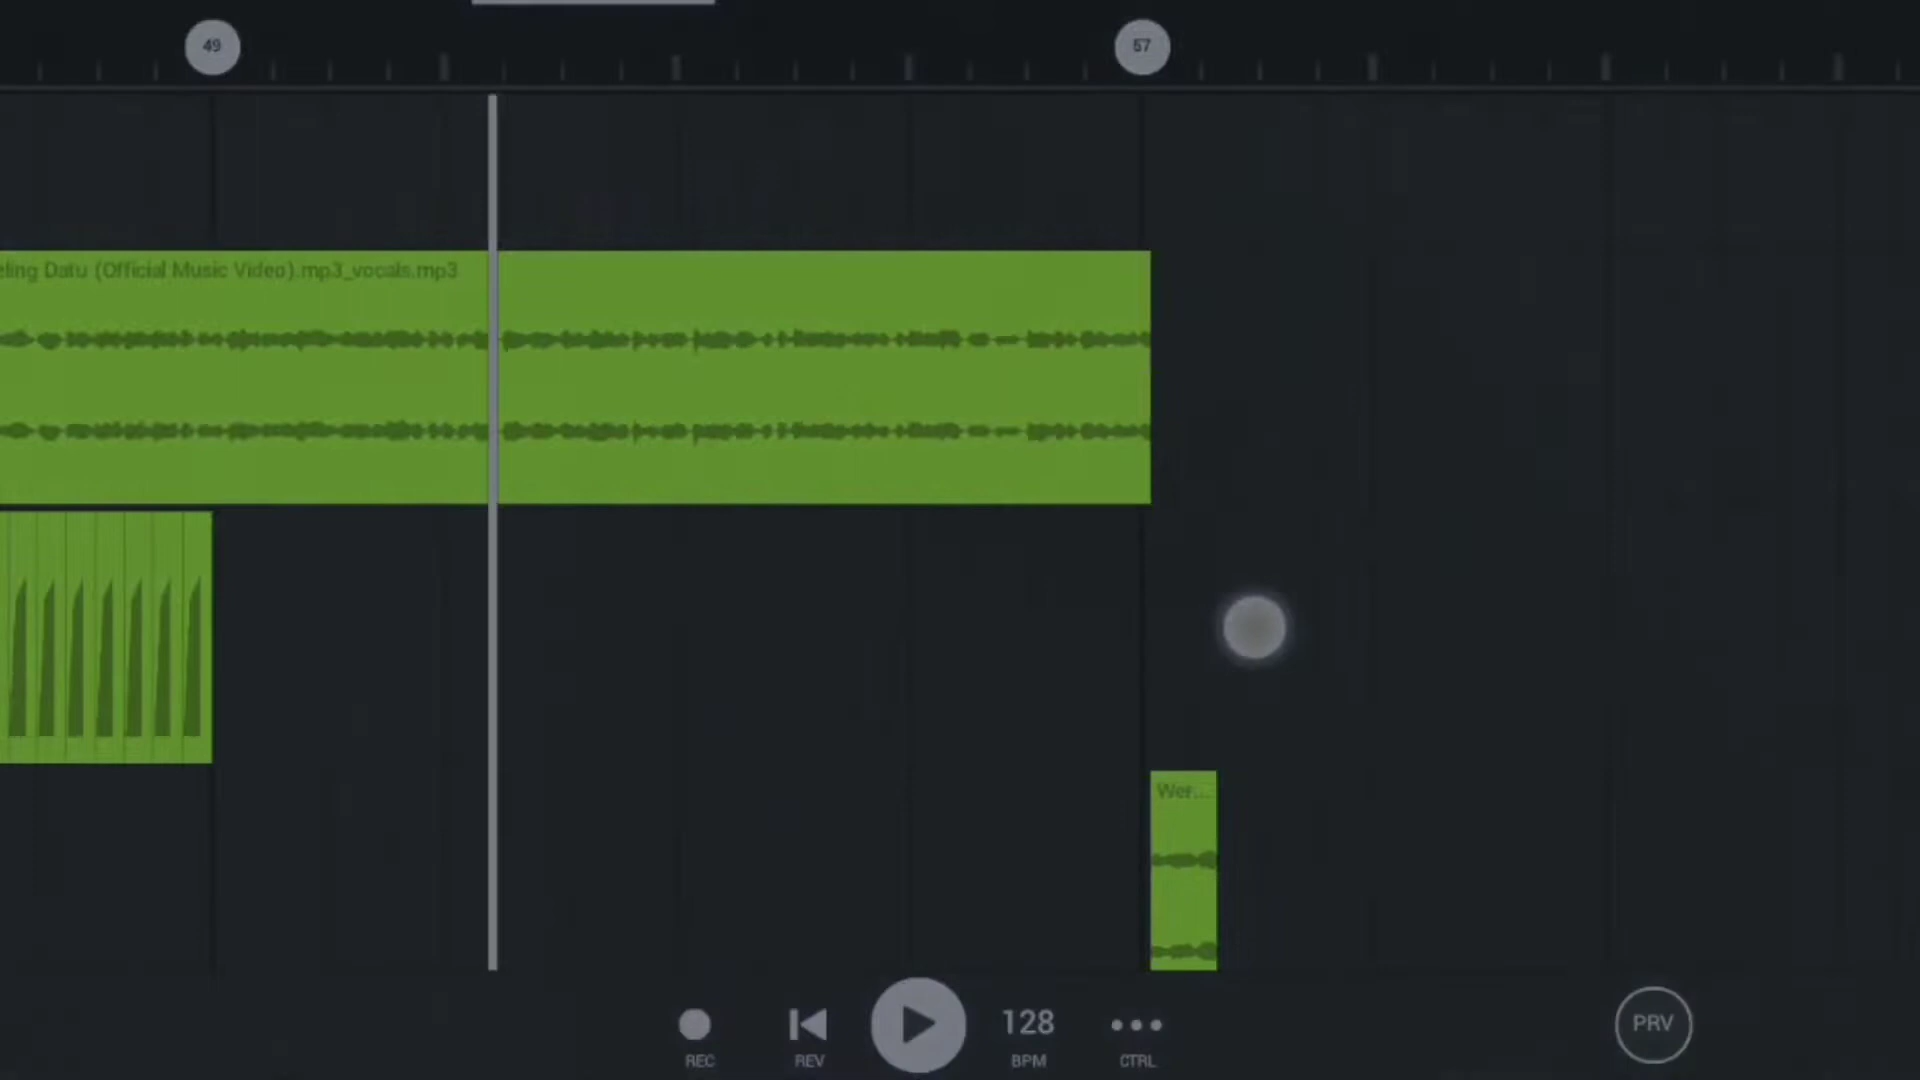 49
57
eling Datu (Official Music Video).mp3_vocals.mp3
Wer...
128
PRV
REC
REV
BPM
CTRL